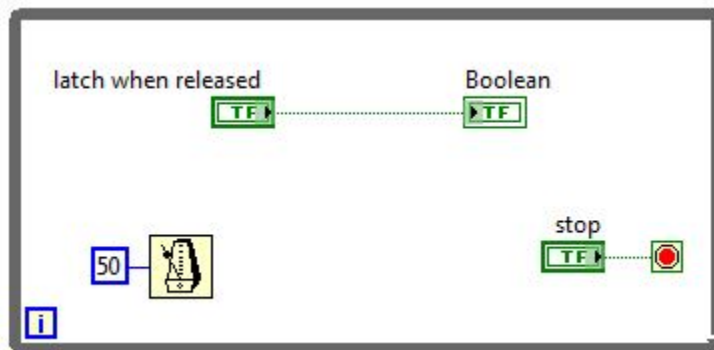 latch when released
Boolean
TF
TF
stop
50
TF
i